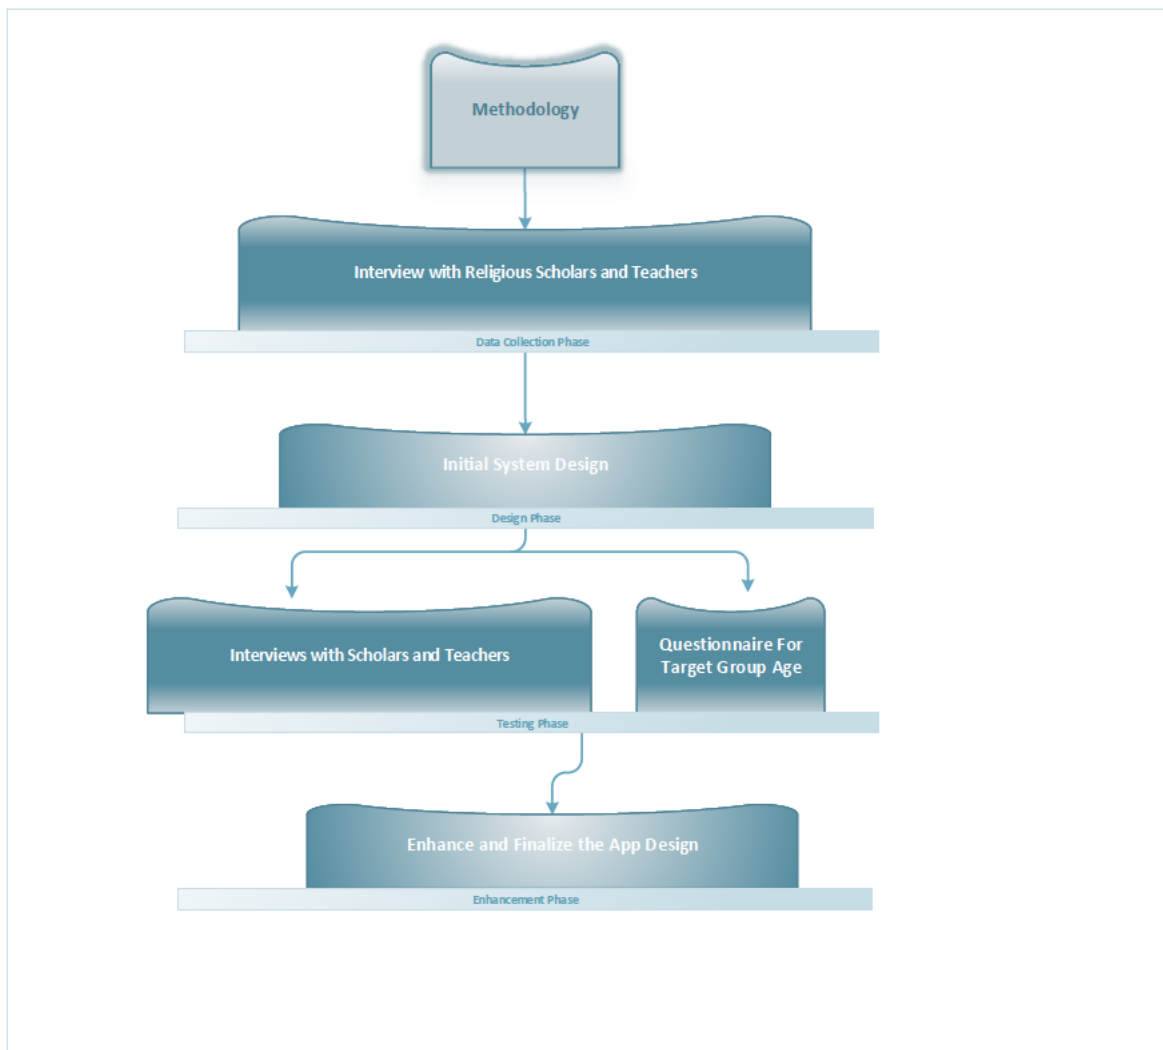 Methodology
Interview with Religious Scholars and Teachers
Data Collection Phase
Initial System Design
Design Phase
Interviews with Scholars and Teachers
Questionnaire For
Target Group Age
Testing Phase
Enhance and Finalize the App Design
Enhancement Phase